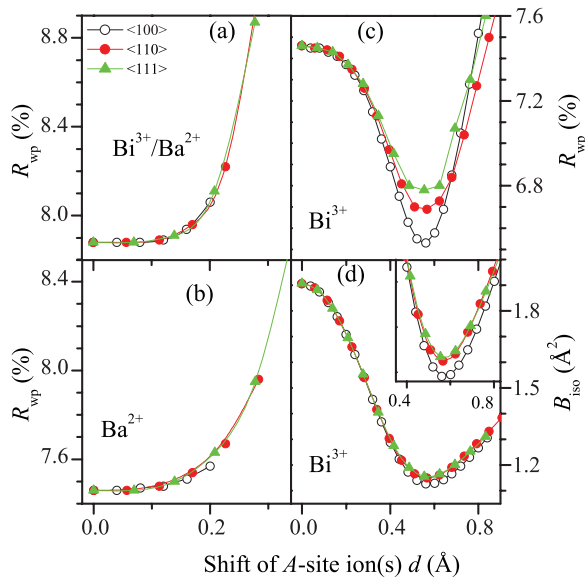 (a)
<100>
<110>
<111>
Bi³⁺/Ba²⁺
R_wp (%)
8.8
8.4
8.0
(c)
Bi³⁺
R_wp (%)
7.6
7.2
6.8
(b)
Ba²⁺
R_wp (%)
8.4
8.0
7.6
0.0
0.2
(d)
Bi³⁺
0.4
0.8
B_iso (Å²)
1.8
1.5
1.2
0.0
0.4
0.8
Shift of A-site ion(s) d (Å)